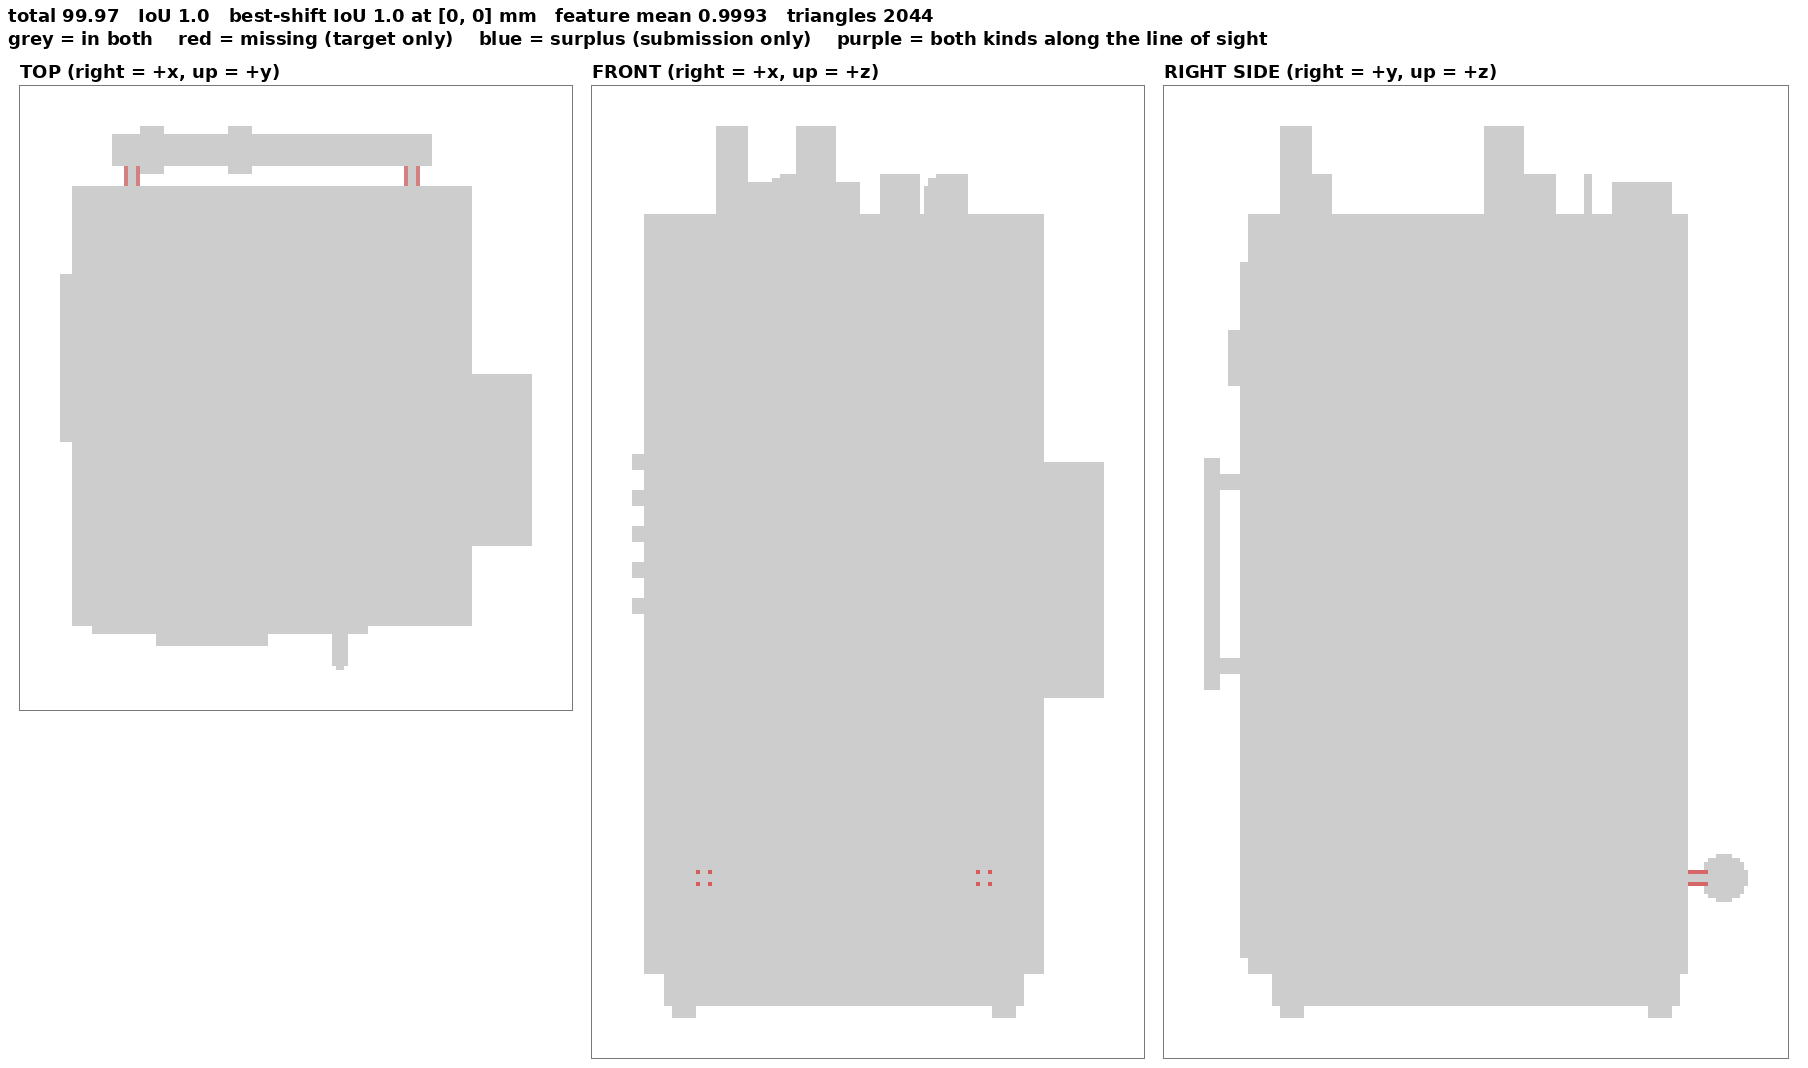 total 99.97 IoU 1.0 best-shift IoU 1.0 at [0, 0] mm feature mean 0.9993 triangles 2044
grey = in both red = missing (target only) blue = surplus (submission only) purple = both kinds along the line of sight
TOP (right = +x, up = +y)
FRONT (right = +x, up = +z)
RIGHT SIDE (right = +y, up = +z)